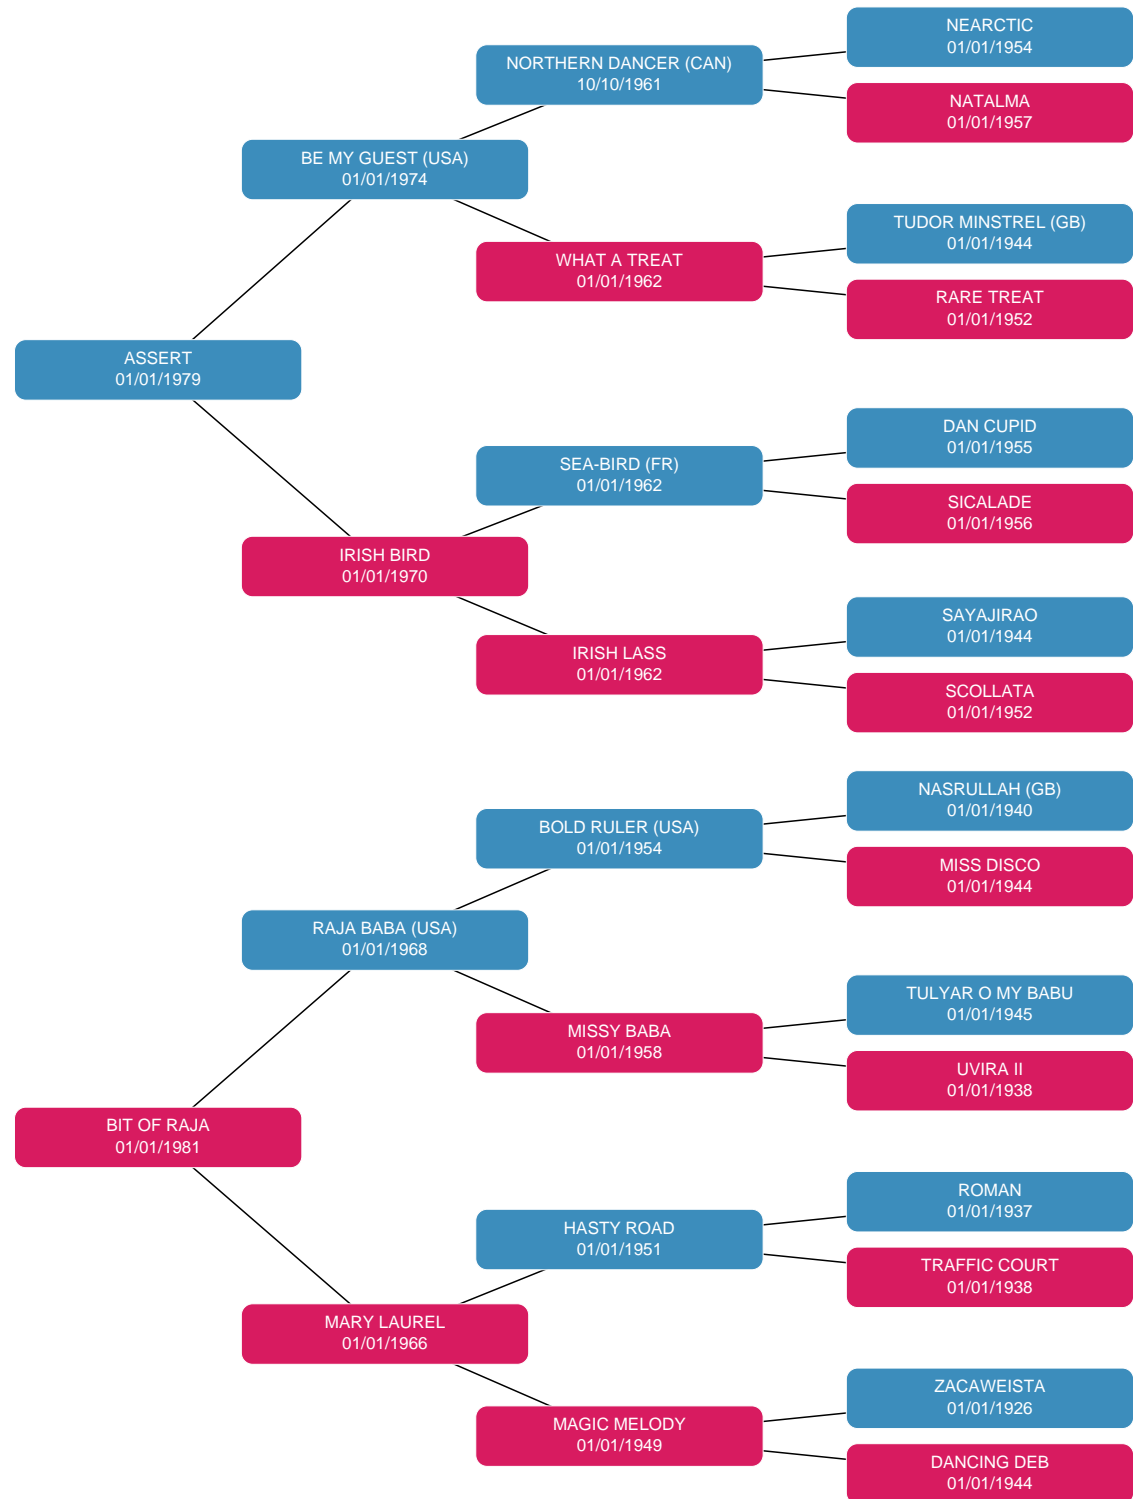 NEARCTIC
01/01/1954
NORTHERN DANCER (CAN)
10/10/1961
NATALMA
01/01/1957
BE MY GUEST (USA)
01/01/1974
TUDOR MINSTREL (GB)
01/01/1944
WHAT A TREAT
01/01/1962
RARE TREAT
01/01/1952
ASSERT
01/01/1979
DAN CUPID
01/01/1955
SEA-BIRD (FR)
01/01/1962
SICALADE
01/01/1956
IRISH BIRD
01/01/1970
SAYAJIRAO
01/01/1944
IRISH LASS
01/01/1962
SCOLLATA
01/01/1952
NASRULLAH (GB)
01/01/1940
BOLD RULER (USA)
01/01/1954
MISS DISCO
01/01/1944
RAJA BABA (USA)
01/01/1968
TULYAR O MY BABU
01/01/1945
MISSY BABA
01/01/1958
UVIRA II
01/01/1938
BIT OF RAJA
01/01/1981
ROMAN
01/01/1937
HASTY ROAD
01/01/1951
TRAFFIC COURT
01/01/1938
MARY LAUREL
01/01/1966
ZACAWEISTA
01/01/1926
MAGIC MELODY
01/01/1949
DANCING DEB
01/01/1944